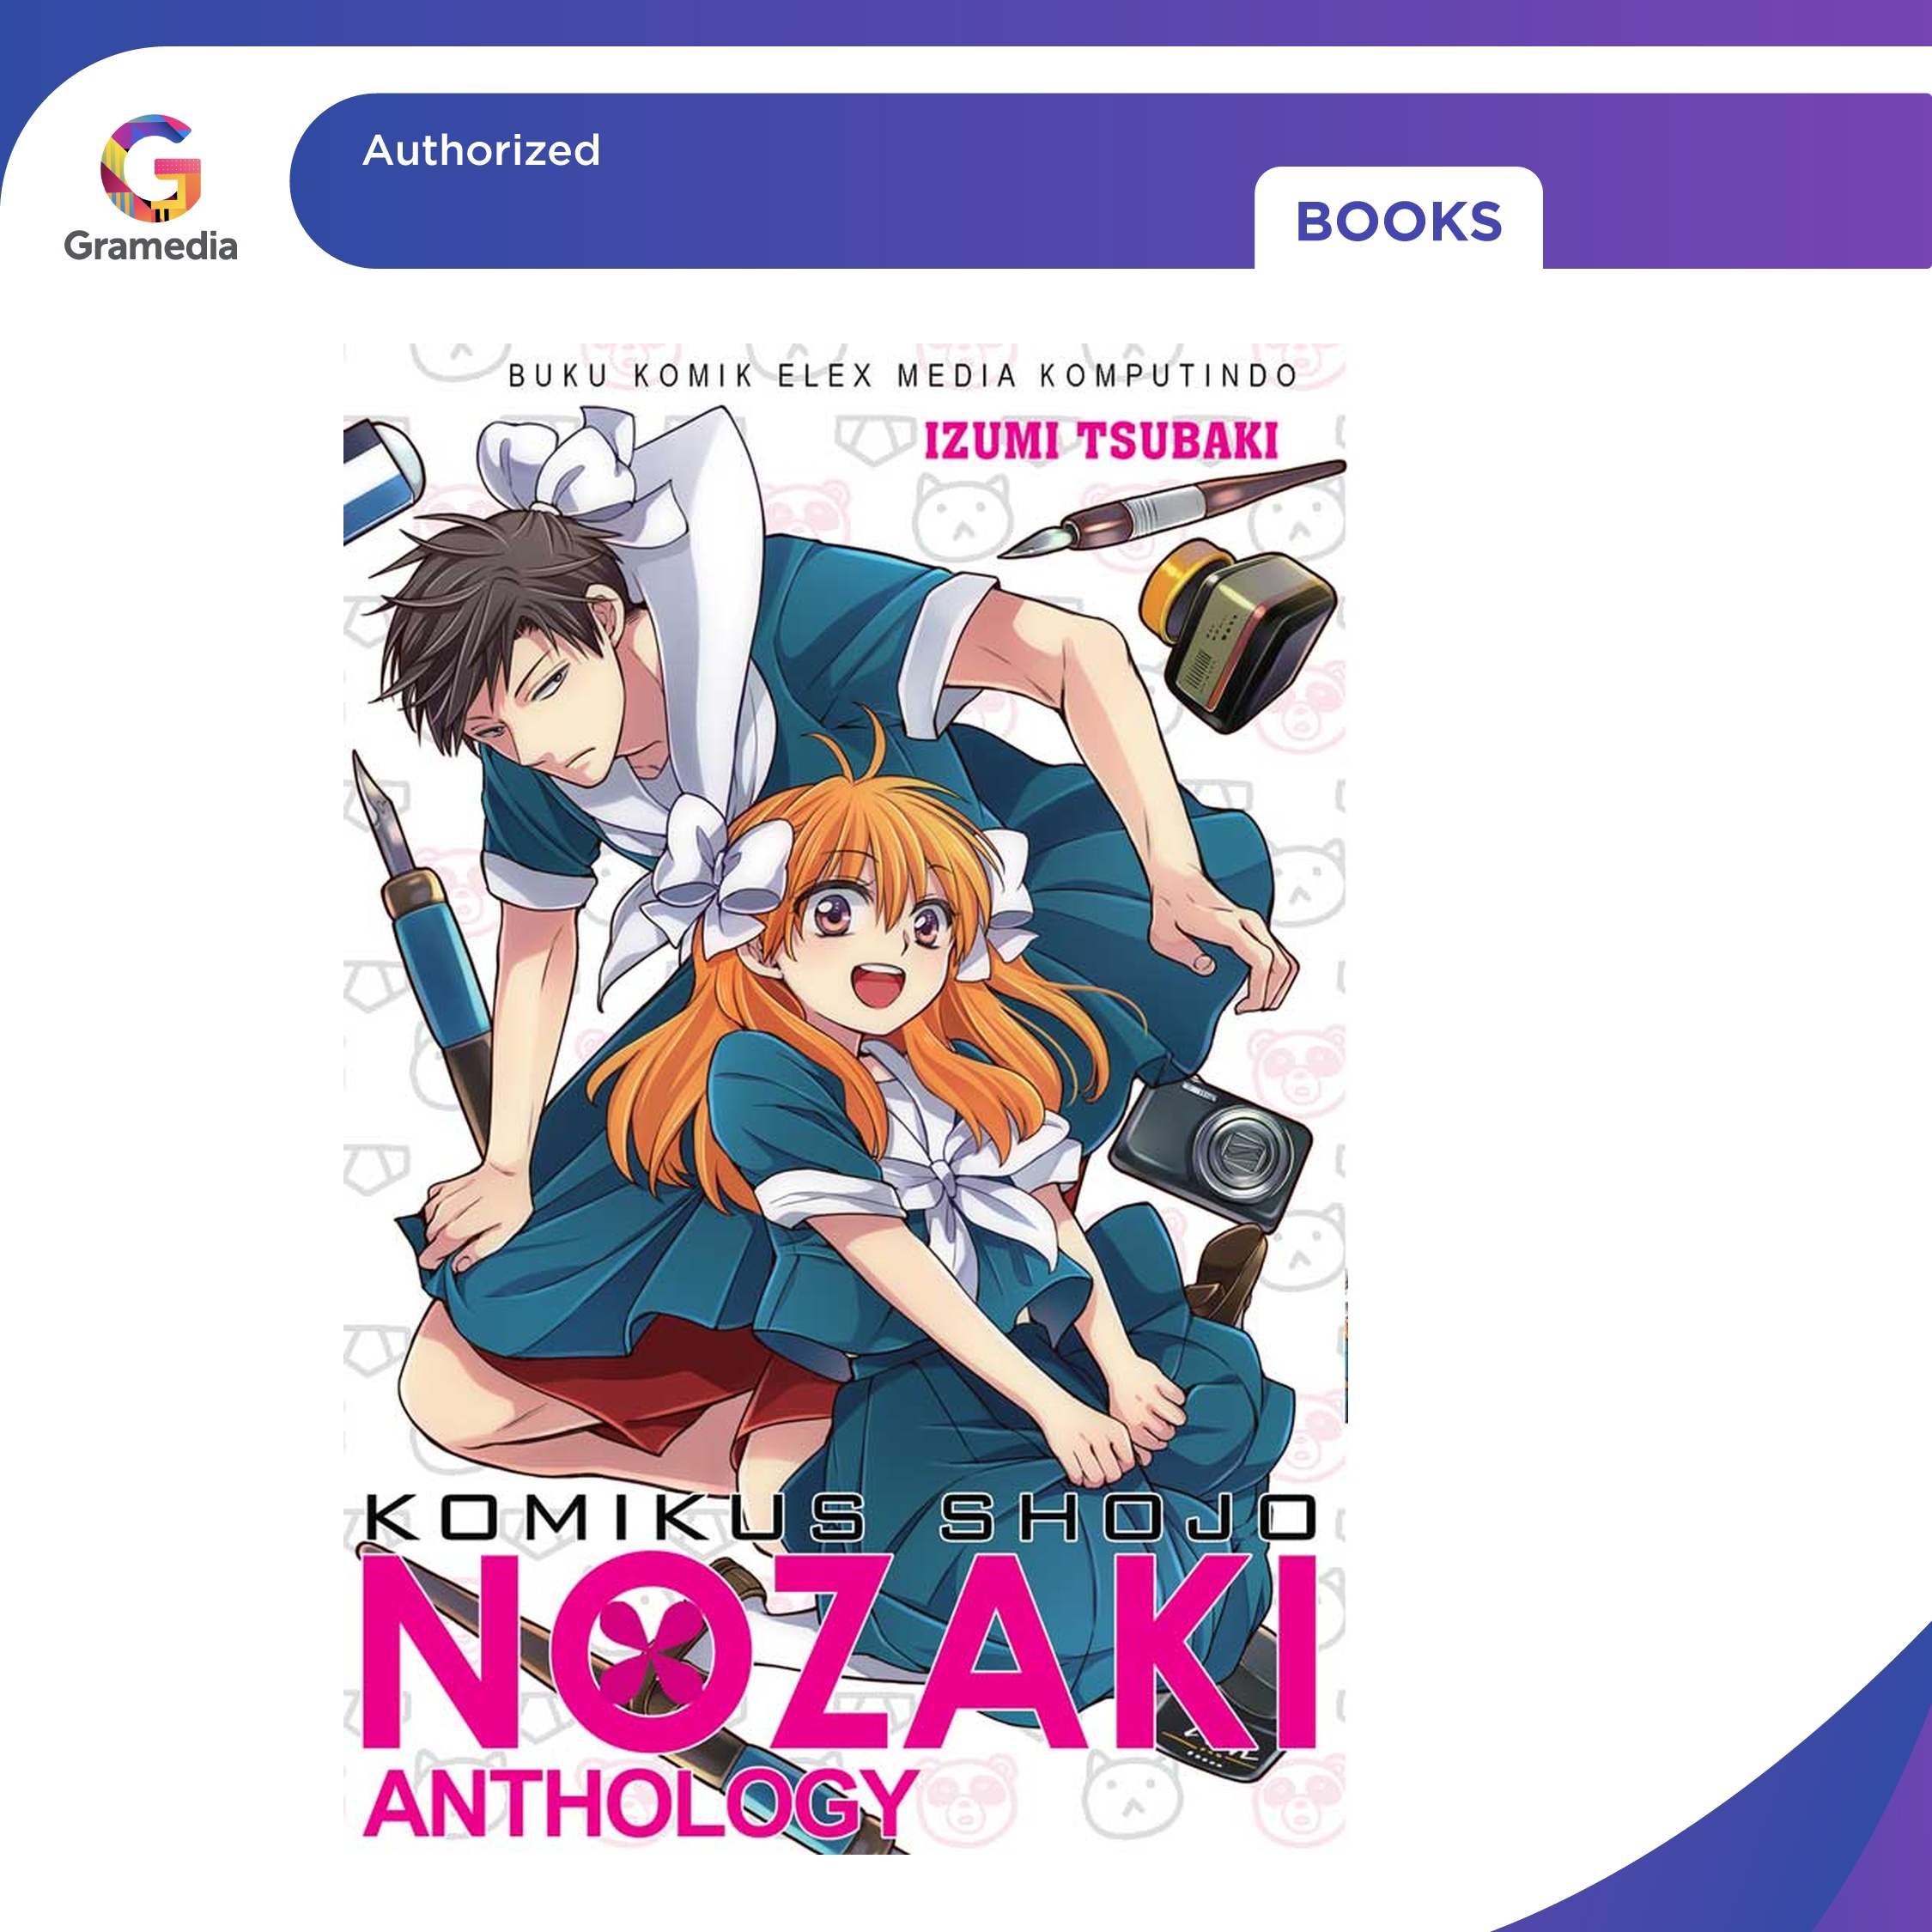 Gramedia
Authorized
BOOKS
BUKU KOMIK ELEX MEDIA KOMPUTINDO
IZUMI TSUBAKI
KOMIKUS SHOJO
NOZAKI
ANTHOLOGY